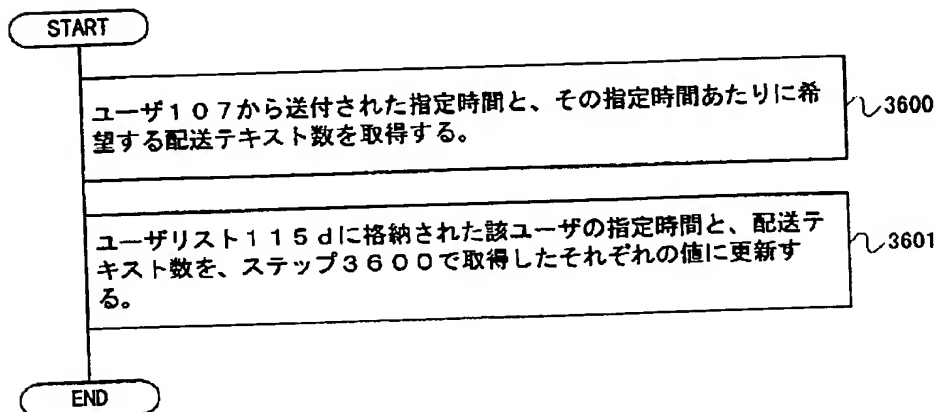 START
ユーザ１０７から送付された指定時間と、その指定時間あたりに希
望する配送テキスト数を取得する。
3600
ユーザリスト１１５ｄに格納された該ユーザの指定時間と、配送テ
キスト数を、ステップ３６００で取得したそれぞれの値に更新す
る。
3601
END